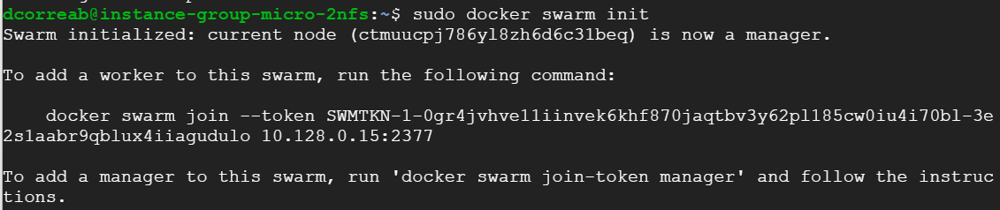 dcorreab@instance-group-micro-2nfs:~$ sudo docker swarm init
Swarm initialized: current node (ctmuucpj786yl8zh6d6c31beq) is now a manager.
To add a worker to this swarm, run the following command:
docker swarm join --token SWMTKN-1-0gr4jvhve11iinvek6khf870jaqtbv3y62pl185cw0iu4i70bl-3e
2s1aabr9qblux4iiagudulo 10.128.0.15:2377
To add a manager to this swarm, run 'docker swarm join-token manager' and follow the instruc
tions.